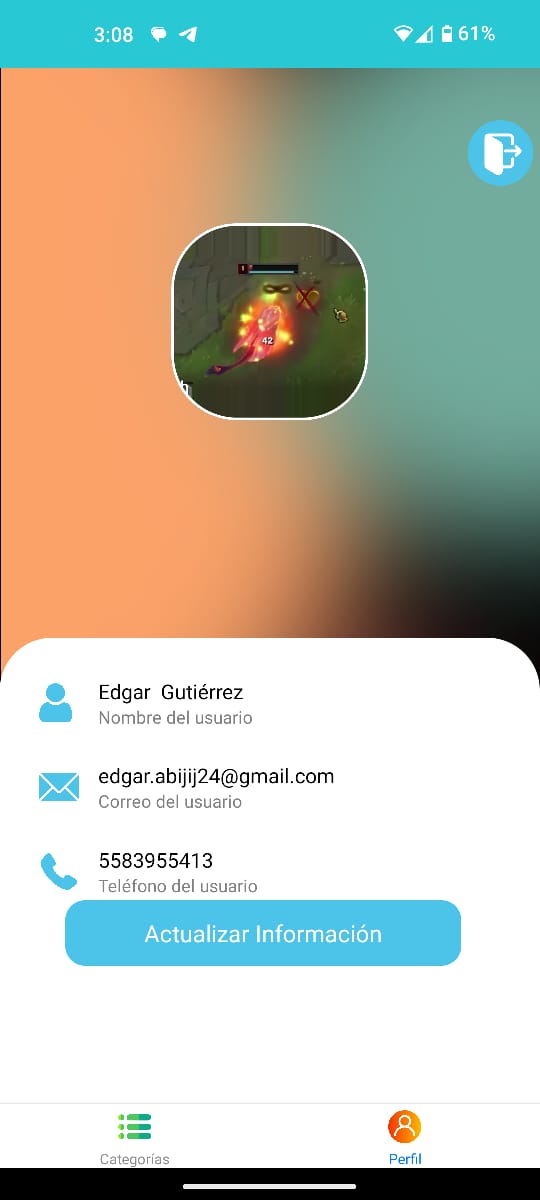 3:08
61%
1
42
Edgar  Gutiérrez
Nombre del usuario
edgar.abijij24@gmail.com
Correo del usuario
5583955413
Teléfono del usuario
Actualizar Información
Categorías
Perfil